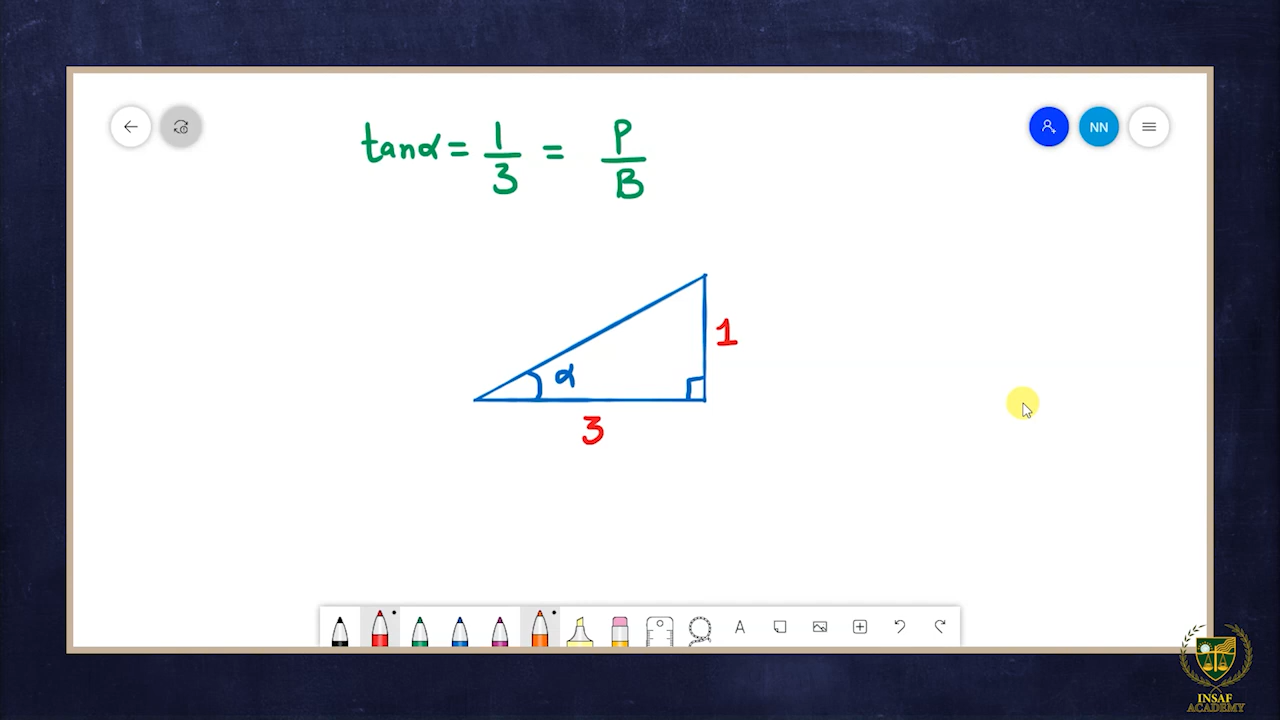 NN
tanα = 1/3 = P/B
1
α
3
A
INSAF
ACADEMY